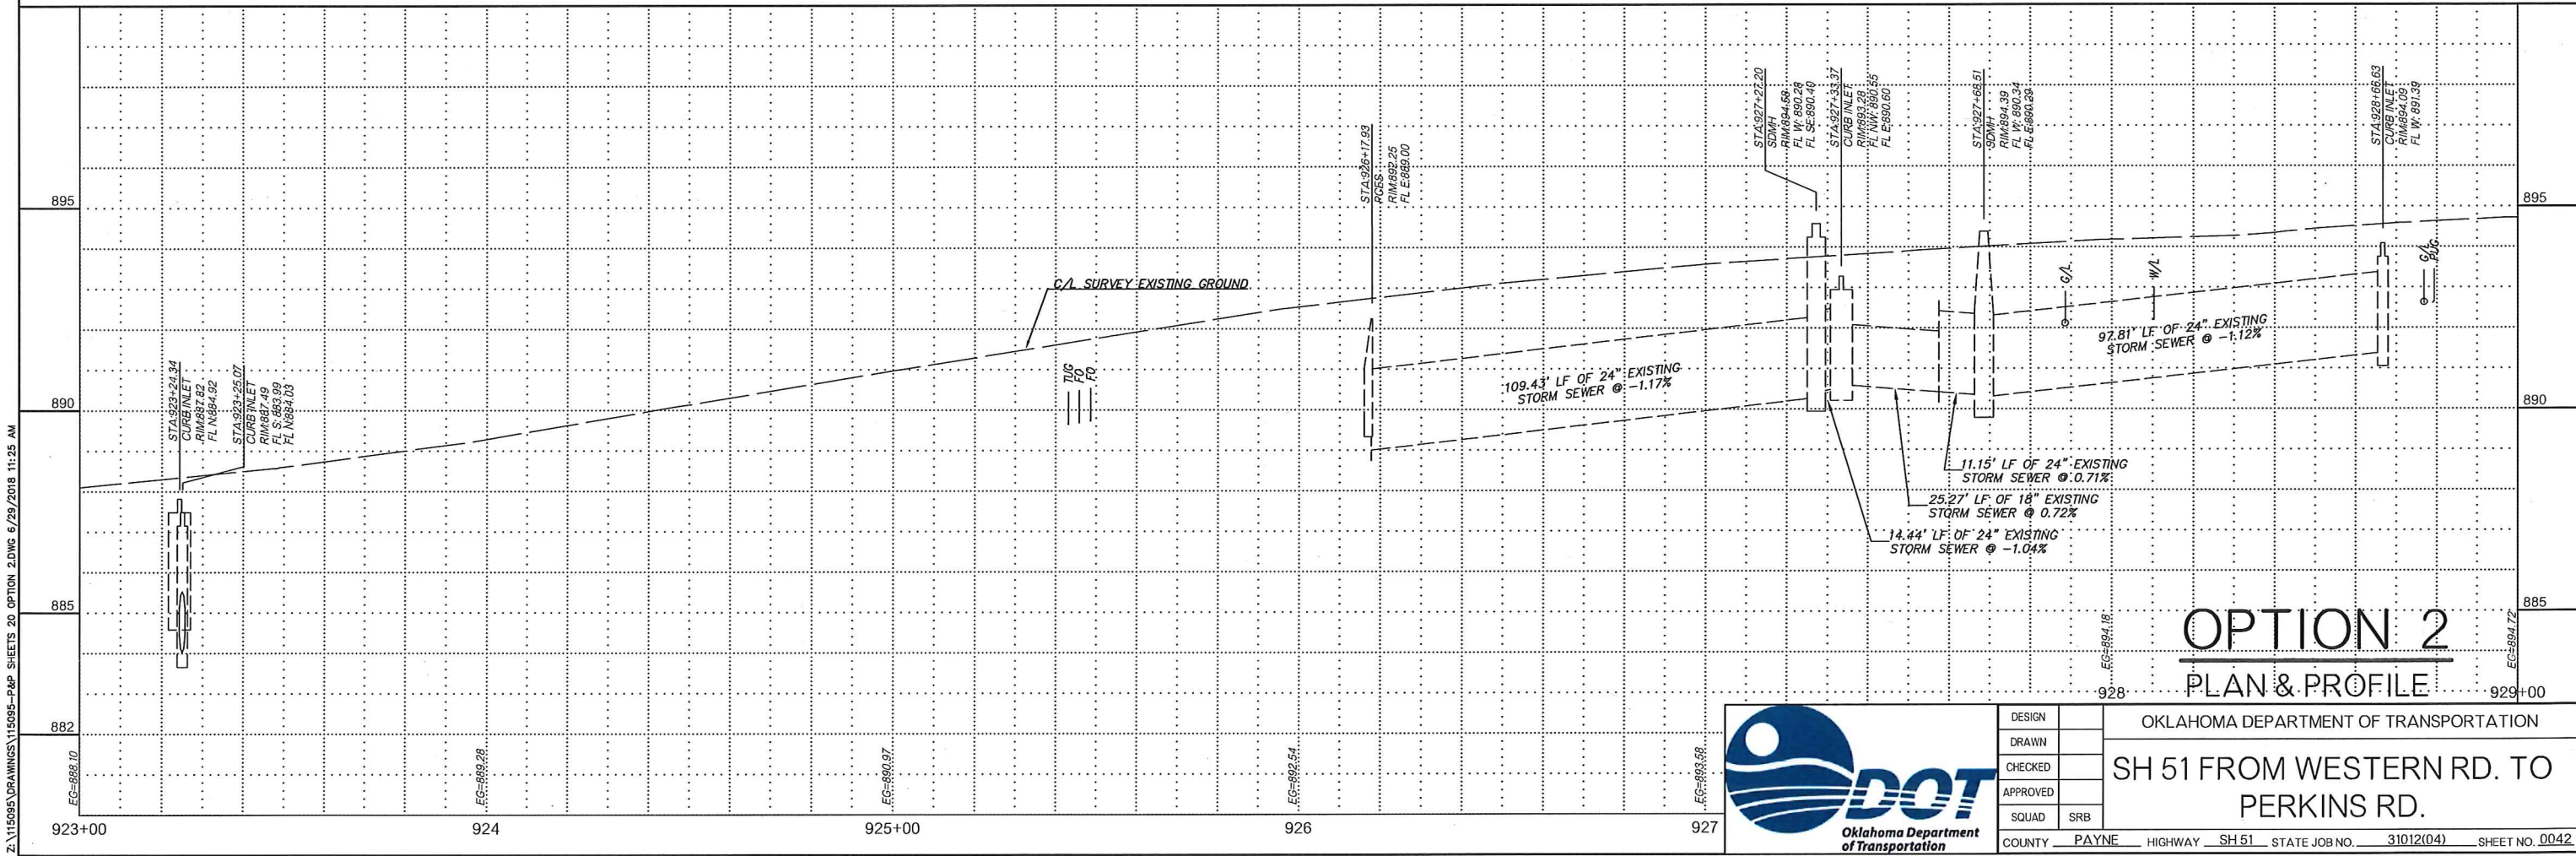 Z:\115095\DRAWINGS\115095-P&P SHEETS 20 OPTION 2.DWG 6/29/2018 11:25 AM
895
890
885
882
STA:923+24.34
CURB INLET
RIM:887.82
FL N:884.92
STA:923+25.07
CURB INLET
RIM:887.49
FL S: 883.99
FL N:884.03
C/L SURVEY EXISTING GROUND
TUG
FO
FO
STA:926+17.93
PCES
RIM:892.25
FL E:889.00
109.43' LF OF 24" EXISTING
STORM SEWER @ -1.17%
STA:927+27.20
SDMH
RIM:894.58
FL W: 890.28
FL SE:890.40
STA:927+33.37
CURB INLET
RIM:893.28
FL NW: 890.55
FL E:890.60
STA:927+68.51
SDMH
RIM:894.39
FL W: 890.34
FL E:890.29
G/L
W/L
97.81' LF OF 24" EXISTING
STORM SEWER @ -1.12%
STA:928+66.63
CURB INLET
RIM:894.09
FL W: 891.39
G/L
PUG
11.15' LF OF 24" EXISTING
STORM SEWER @ 0.71%
25.27' LF OF 18" EXISTING
STORM SEWER @ 0.72%
14.44' LF OF 24" EXISTING
STORM SEWER @ -1.04%
895
890
885
OPTION 2
PLAN & PROFILE
EG=888.10
EG=889.28
EG=890.97
EG=892.54
EG=893.58
EG=894.18
EG=894.72
923+00
924
925+00
926
927
928
929+00
DOT
Oklahoma Department
of Transportation
DESIGN
DRAWN
CHECKED
APPROVED
SQUAD SRB
OKLAHOMA DEPARTMENT OF TRANSPORTATION
SH 51 FROM WESTERN RD. TO
PERKINS RD.
COUNTY PAYNE HIGHWAY SH 51 STATE JOB NO. 31012(04) SHEET NO. 0042